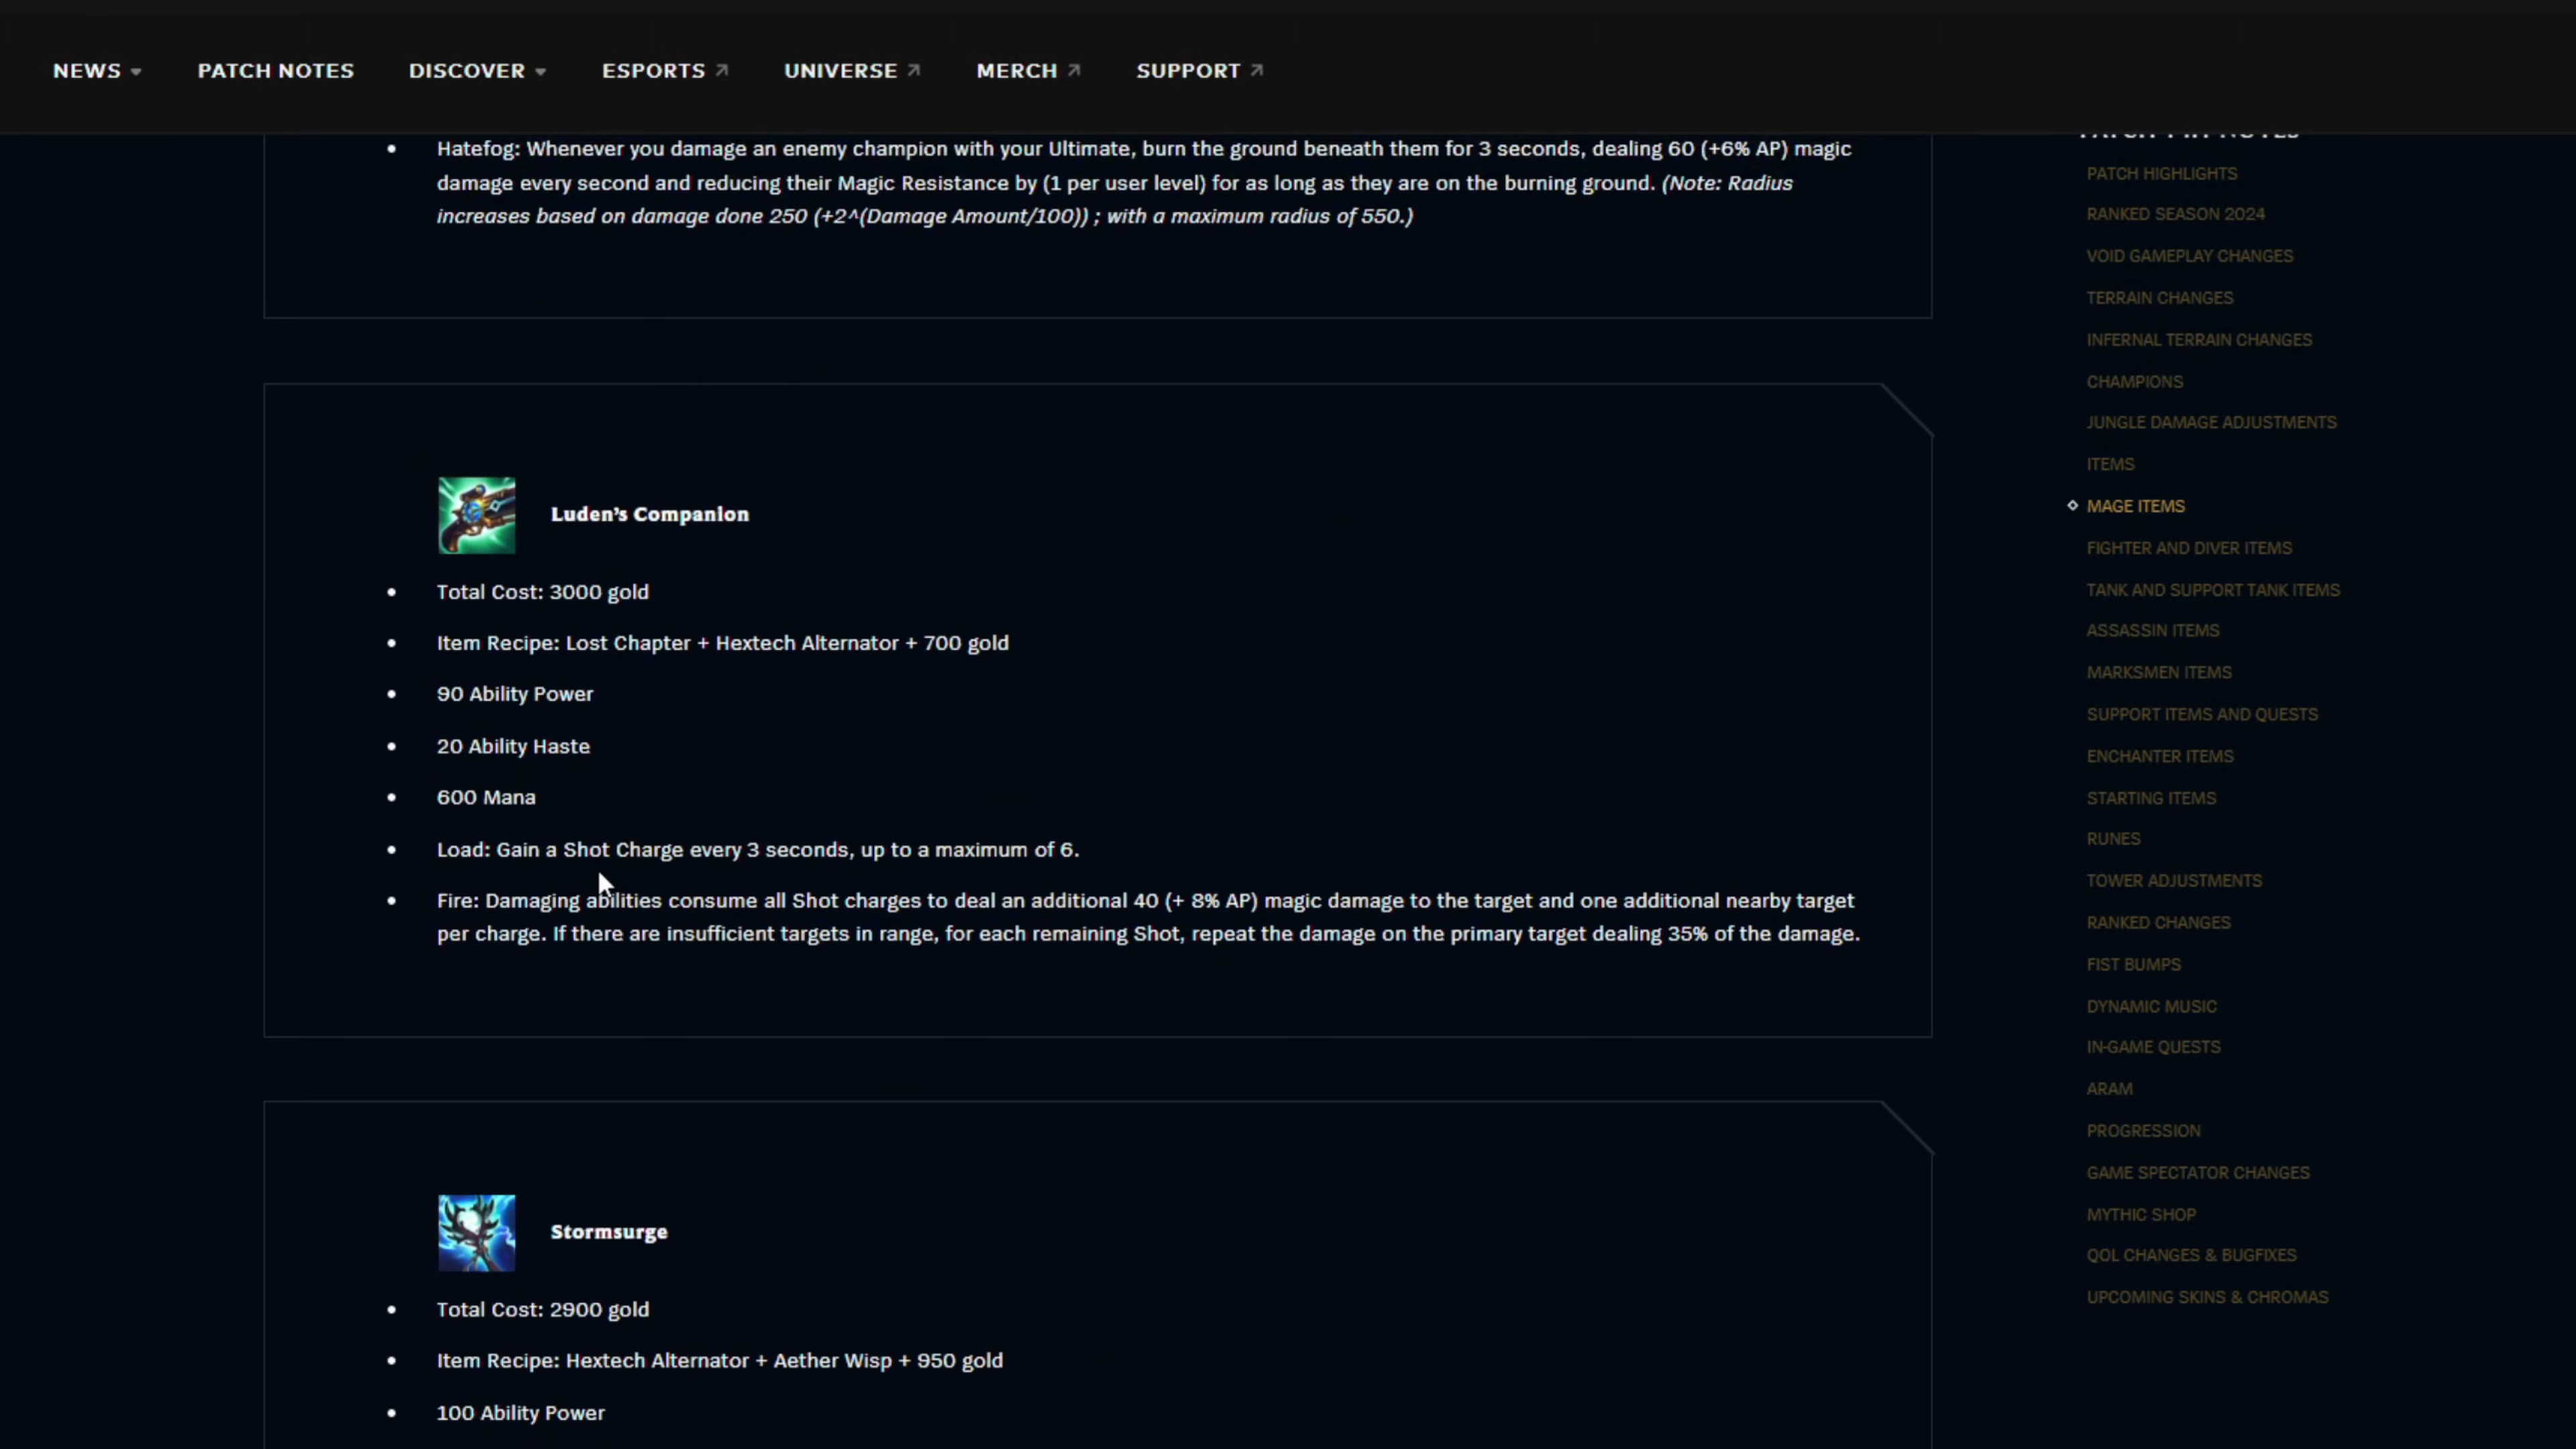 NEWS
PATCH NOTES
DISCOVER
ESPORTS
UNIVERSE
MERCH
SUPPORT
Hatefog: Whenever you damage an enemy champion with your Ultimate, burn the ground beneath them for 3 seconds, dealing 60 (+6% AP) magic
damage every second and reducing their Magic Resistance by (1 per user level) for as long as they are on the burning ground. (Note: Radius
increases based on damage done 250 (+2^(Damage Amount/100)) ; with a maximum radius of 550.)
Luden's Companion
Total Cost: 3000 gold
Item Recipe: Lost Chapter + Hextech Alternator + 700 gold
90 Ability Power
20 Ability Haste
600 Mana
Load: Gain a Shot Charge every 3 seconds, up to a maximum of 6.
Fire: Damaging abilities consume all Shot charges to deal an additional 40 (+ 8% AP) magic damage to the target and one additional nearby target
per charge. If there are insufficient targets in range, for each remaining Shot, repeat the damage on the primary target dealing 35% of the damage.
Stormsurge
Total Cost: 2900 gold
Item Recipe: Hextech Alternator + Aether Wisp + 950 gold
100 Ability Power
NOTES
PATCH HIGHLIGHTS
RANKED SEASON 2024
VOID GAMEPLAY CHANGES
TERRAIN CHANGES
INFERNAL TERRAIN CHANGES
CHAMPIONS
JUNGLE DAMAGE ADJUSTMENTS
ITEMS
MAGE ITEMS
FIGHTER AND DIVER ITEMS
TANK AND SUPPORT TANK ITEMS
ASSASSIN ITEMS
MARKSMEN ITEMS
SUPPORT ITEMS AND QUESTS
ENCHANTER ITEMS
STARTING ITEMS
RUNES
TOWER ADJUSTMENTS
RANKED CHANGES
FIST BUMPS
DYNAMIC MUSIC
IN-GAME QUESTS
ARAM
PROGRESSION
GAME SPECTATOR CHANGES
MYTHIC SHOP
QOL CHANGES & BUGFIXES
UPCOMING SKINS & CHROMAS